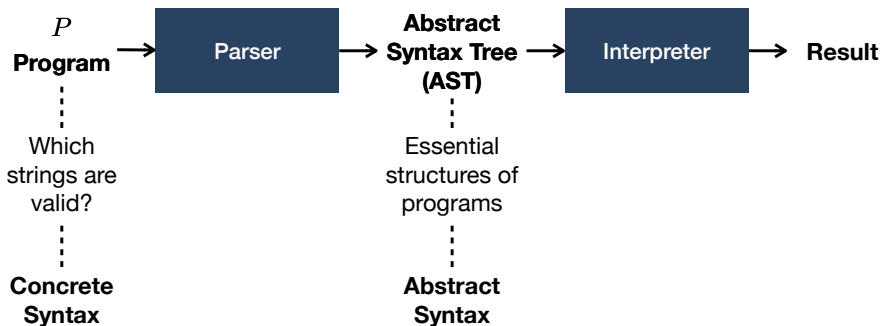 P
Program
Parser
Abstract
Syntax Tree
(AST)
Interpreter
Result
Which
strings are
valid?
Essential
structures of
programs
Concrete
Syntax
Abstract
Syntax